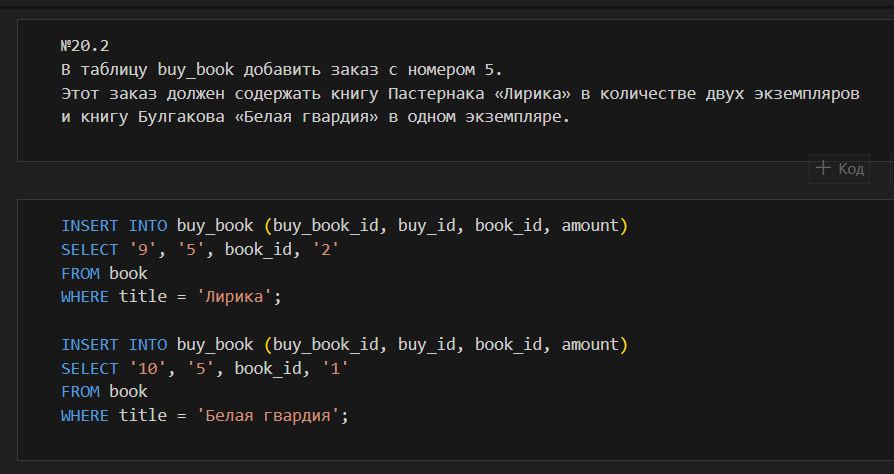 №20.2
В таблицу buy_book добавить заказ с номером 5.
Этот заказ должен содержать книгу Пастернака «Лирика» в количестве двух экземпляров
и книгу Булгакова «Белая гвардия» в одном экземпляре.
+ Код
INSERT INTO buy_book (buy_book_id, buy_id, book_id, amount)
SELECT '9', '5', book_id, '2'
FROM book
WHERE title = 'Лирика';
INSERT INTO buy_book (buy_book_id, buy_id, book_id, amount)
SELECT '10', '5', book_id, '1'
FROM book
WHERE title = 'Белая гвардия';